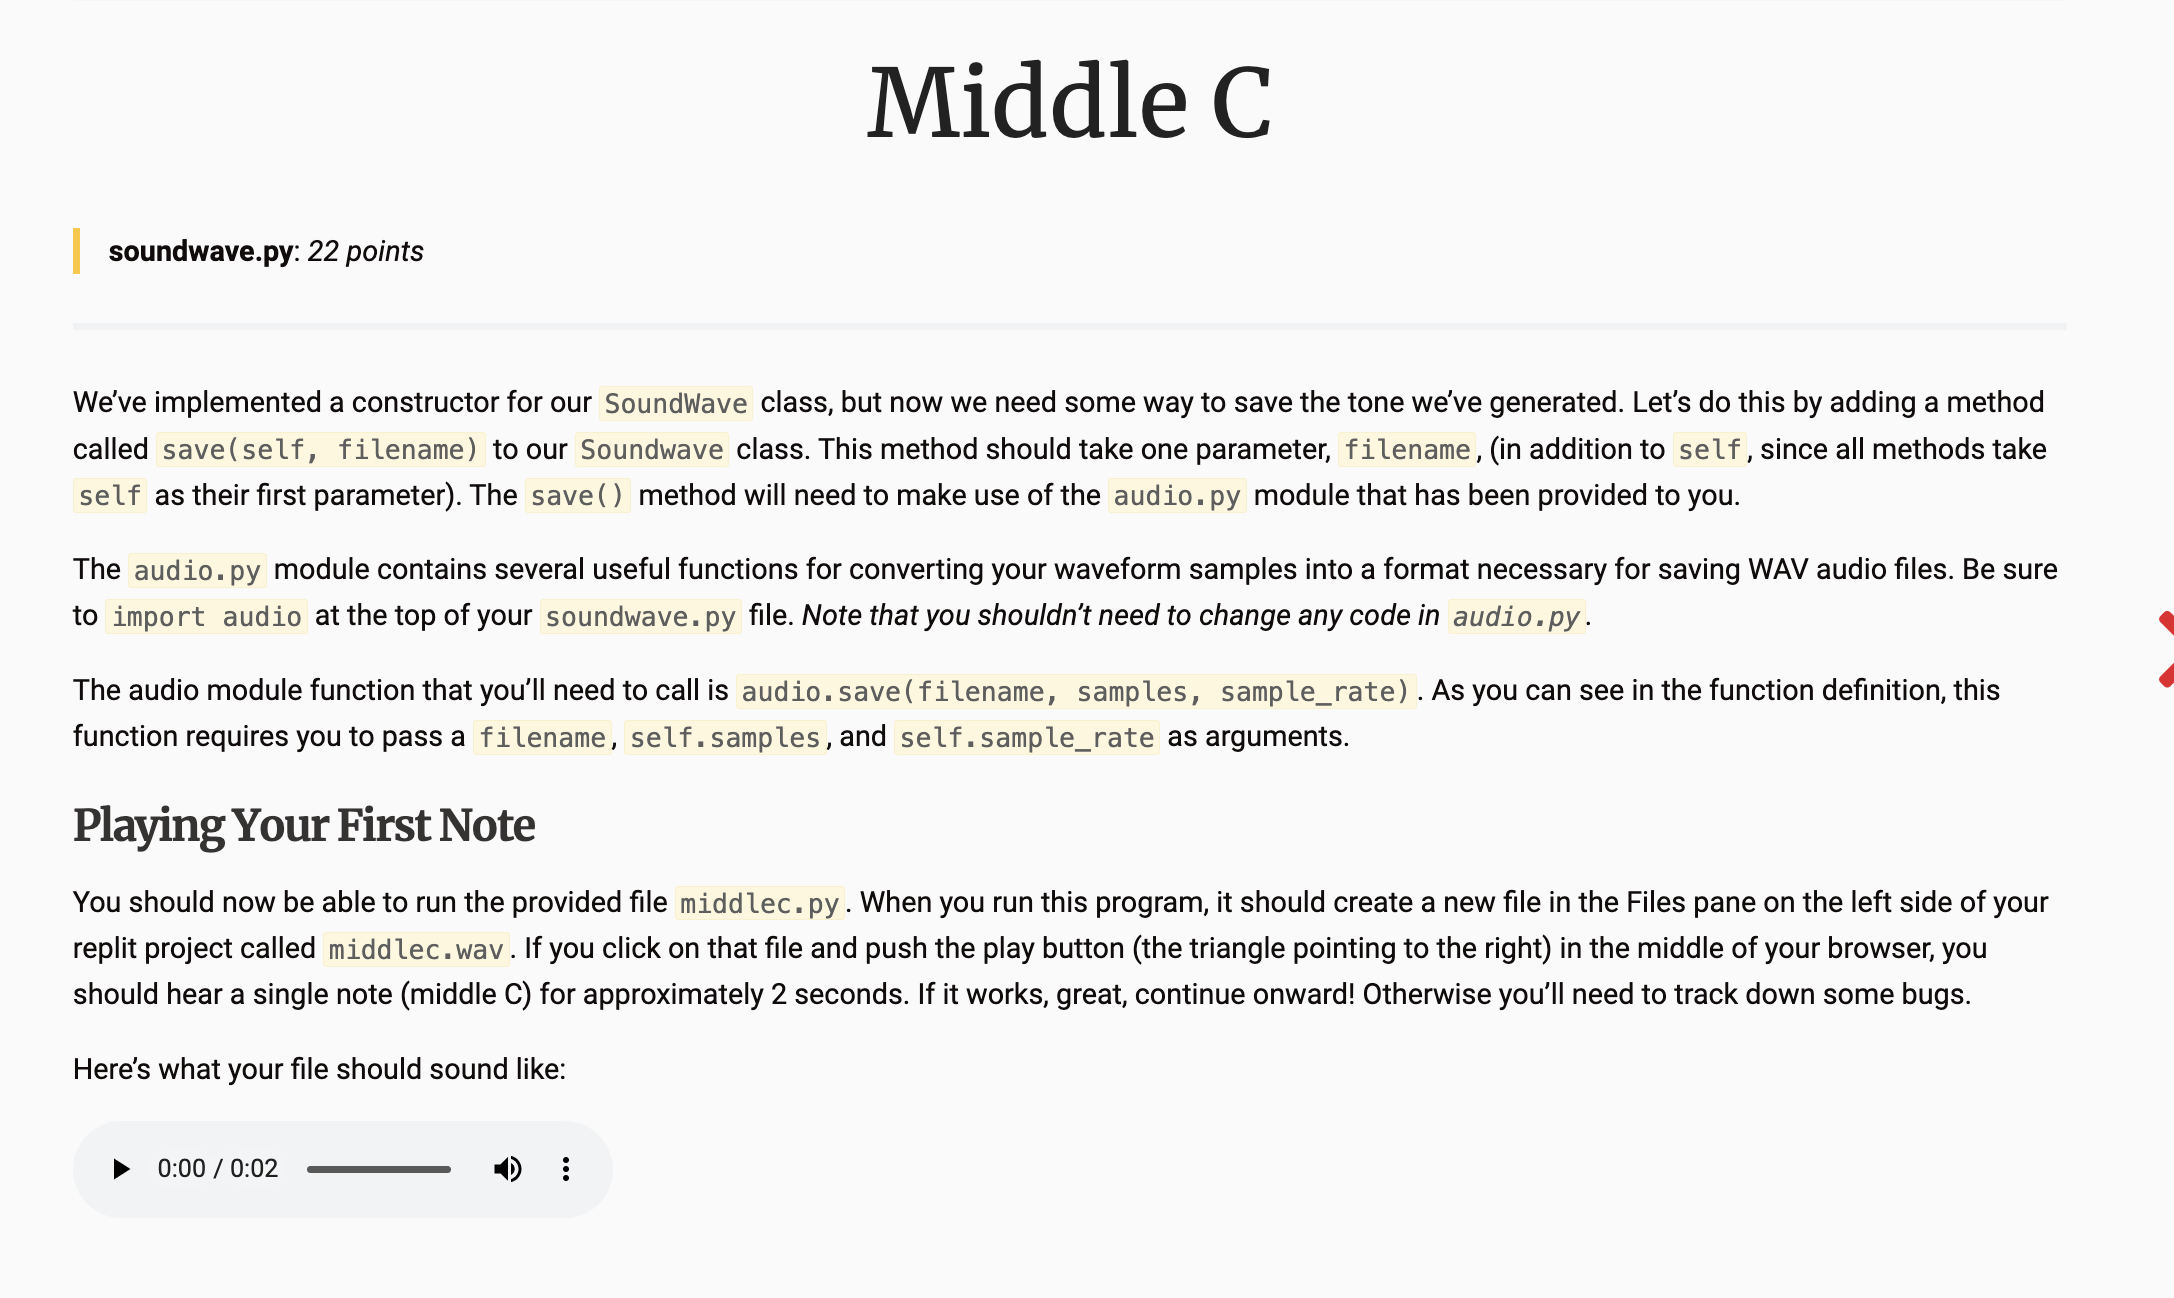 Middle C
soundwave.py: 22 points
We’ve implemented a constructor for our SoundWave class, but now we need some way to save the tone we’ve generated. Let’s do this by adding a method
called save(self, filename) to our Soundwave class. This method should take one parameter, filename, (in addition to self, since all methods take
self as their first parameter). The save() method will need to make use of the audio.py module that has been provided to you.
The audio.py module contains several useful functions for converting your waveform samples into a format necessary for saving WAV audio files. Be sure
to import audio at the top of your soundwave.py file. Note that you shouldn’t need to change any code in audio.py.
The audio module function that you’ll need to call is audio.save(filename, samples, sample_rate). As you can see in the function definition, this
function requires you to pass a filename, self.samples, and self.sample_rate as arguments.
Playing Your First Note
You should now be able to run the provided file middlec.py. When you run this program, it should create a new file in the Files pane on the left side of your
replit project called middlec.wav. If you click on that file and push the play button (the triangle pointing to the right) in the middle of your browser, you
should hear a single note (middle C) for approximately 2 seconds. If it works, great, continue onward! Otherwise you’ll need to track down some bugs.
Here’s what your file should sound like:
0:00 / 0:02